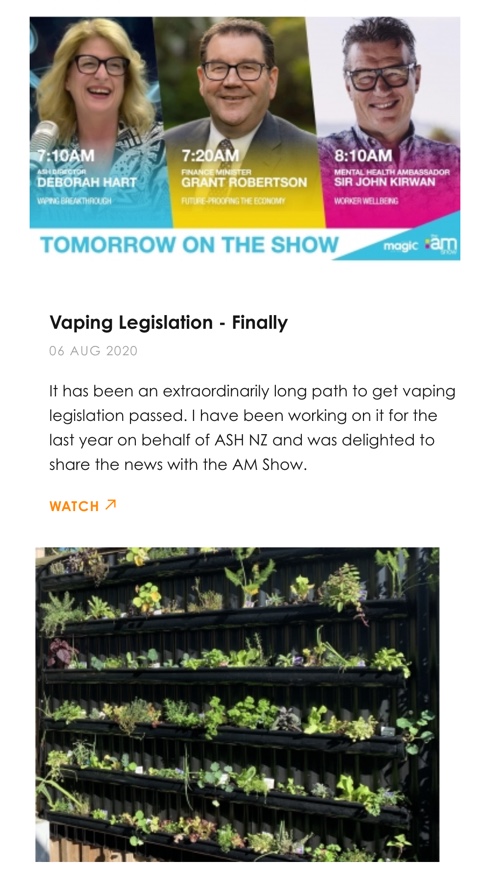 7:10AM
ASH DIRECTOR
DEBORAH HART
VAPING BREAKTHROUGH
7:20AM
FINANCE MINISTER
GRANT ROBERTSON
FUTURE-PROOFING THE ECONOMY
8:10AM
MENTAL HEALTH AMBASSADOR
SIR JOHN KIRWAN
WORKER WELLBEING
TOMORROW ON THE SHOW
magic
the
am
show
Vaping Legislation - Finally
06 AUG 2020
It has been an extraordinarily long path to get vaping
legislation passed. I have been working on it for the
last year on behalf of ASH NZ and was delighted to
share the news with the AM Show.
WATCH